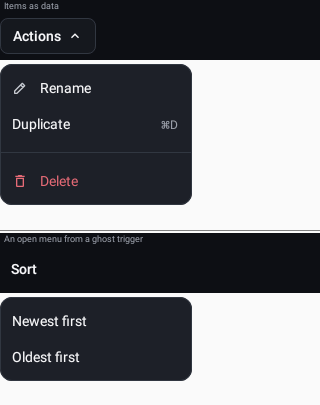 Items as data
Actions
Rename
Duplicate ⌘D
Delete
An open menu from a ghost trigger
Sort
Newest first
Oldest first